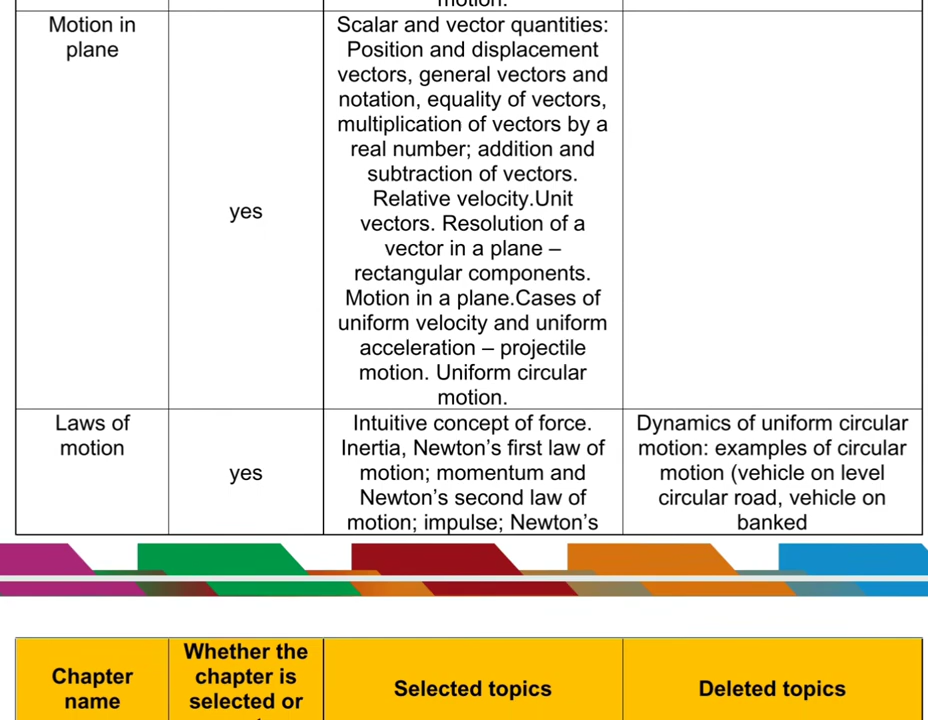 motion.
Motion in
plane
yes
Scalar and vector quantities:
Position and displacement
vectors, general vectors and
notation, equality of vectors,
multiplication of vectors by a
real number; addition and
subtraction of vectors.
Relative velocity.Unit
vectors. Resolution of a
vector in a plane –
rectangular components.
Motion in a plane.Cases of
uniform velocity and uniform
acceleration – projectile
motion. Uniform circular
motion.
Laws of
motion
yes
Intuitive concept of force.
Inertia, Newton’s first law of
motion; momentum and
Newton’s second law of
motion; impulse; Newton’s
Dynamics of uniform circular
motion: examples of circular
motion (vehicle on level
circular road, vehicle on
banked
Chapter
name
Whether the
chapter is
selected or
Selected topics
Deleted topics